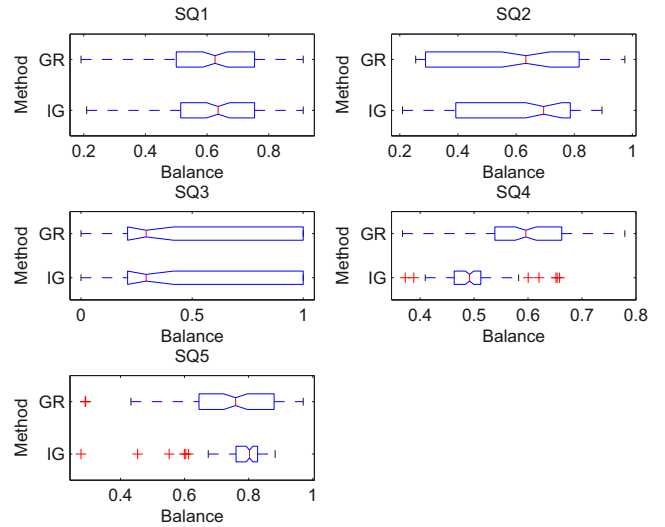 SQ1
Method
GR
IG
0.2 0.4 0.6 0.8
Balance
SQ2
Method
GR
IG
0.2 0.4 0.6 0.8 1
Balance
SQ3
Method
GR
IG
0 0.5 1
Balance
SQ4
Method
GR
IG
0.4 0.5 0.6 0.7 0.8
Balance
SQ5
Method
GR
IG
0.4 0.6 0.8 1
Balance